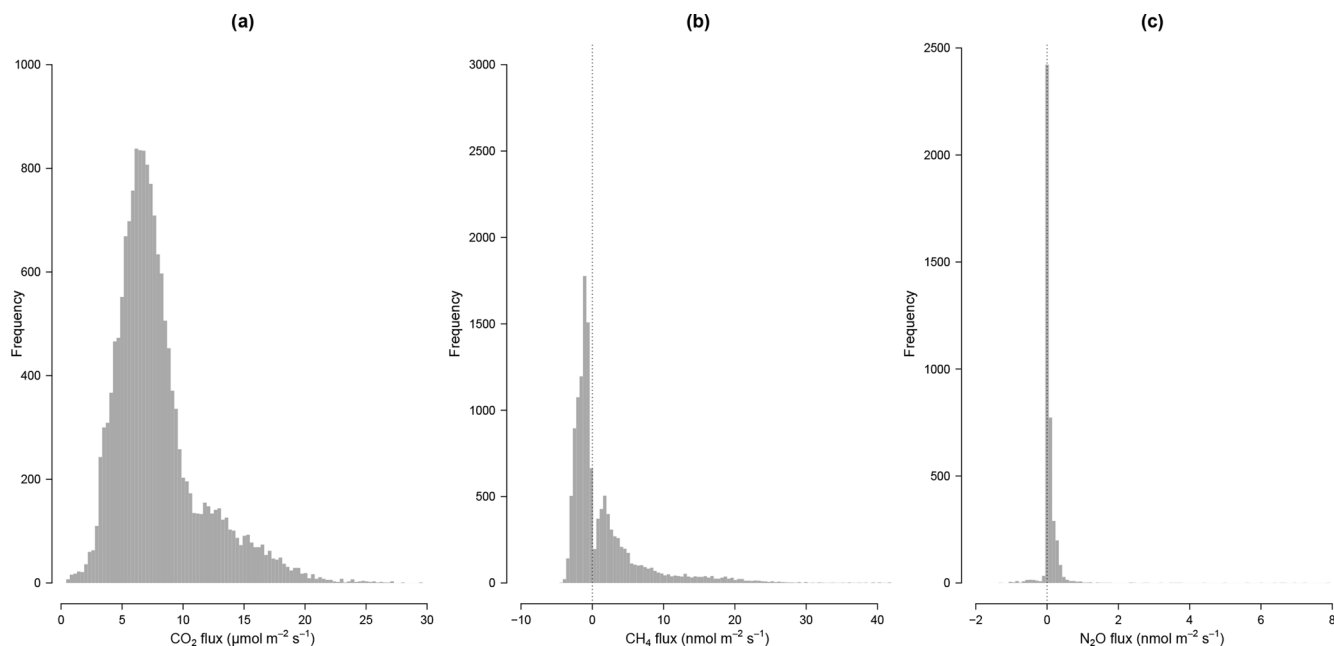 (a)
1000
800
600
400
200
0
Frequency
0 5 10 15 20 25 30
CO₂ flux (µmol m⁻² s⁻¹)
(b)
3000
2500
2000
1500
1000
500
0
Frequency
−10 0 10 20 30 40
CH₄ flux (nmol m⁻² s⁻¹)
(c)
2500
2000
1500
1000
500
0
Frequency
−2 0 2 4 6 8
N₂O flux (nmol m⁻² s⁻¹)